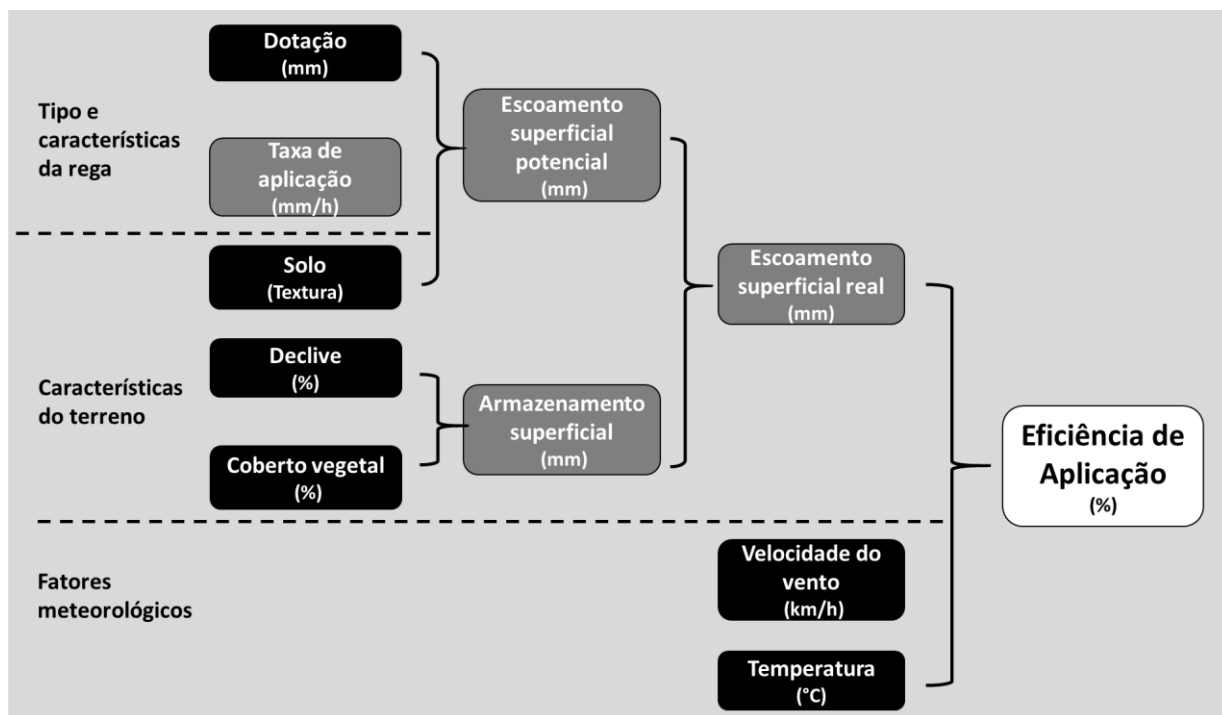 Dotação
(mm)
Tipo e
características
da rega
Taxa de
aplicação
(mm/h)
Escoamento
superficial
potencial
(mm)
Solo
(Textura)
Escoamento
superficial real
(mm)
Declive
(%)
Características
do terreno
Coberto vegetal
(%)
Armazenamento
superficial
(mm)
Eficiência de
Aplicação
(%)
Fatores
meteorológicos
Velocidade do
vento
(km/h)
Temperatura
(°C)